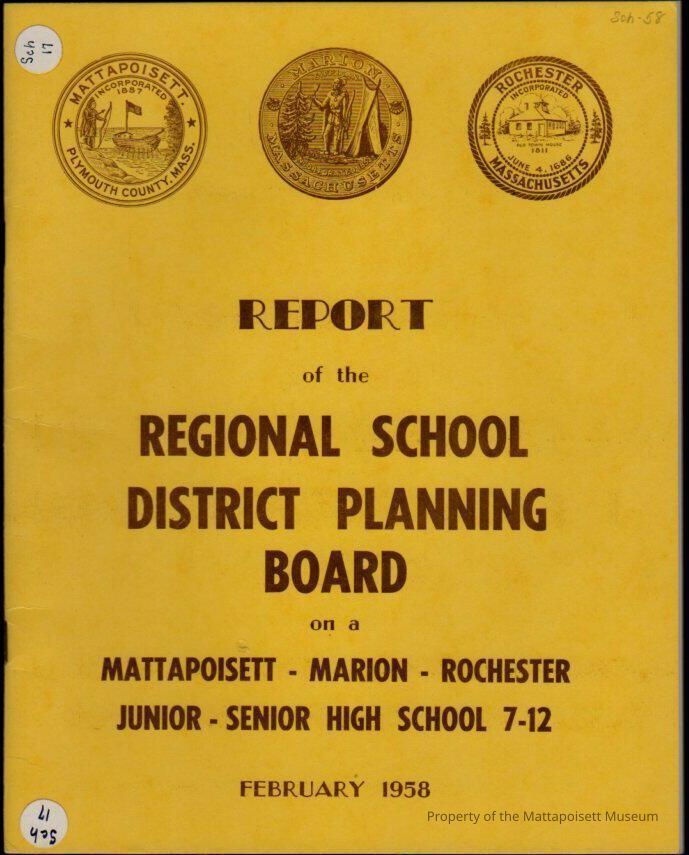 Sch-58
Sch
17
MATTAPOISETT.
INCORPORATED
1857
PLYMOUTH COUNTY, MASS.
MARION
MASSACHUSETTS
ROCHESTER
INCORPORATED
OLD TOWN HOUSE
1811
JUNE 4, 1686
MASSACHUSETTS
REPORT
of the
REGIONAL SCHOOL
DISTRICT PLANNING
BOARD
on a
MATTAPOISETT - MARION - ROCHESTER
JUNIOR - SENIOR HIGH SCHOOL 7-12
FEBRUARY 1958
Property of the Mattapoisett Museum
Sch
17